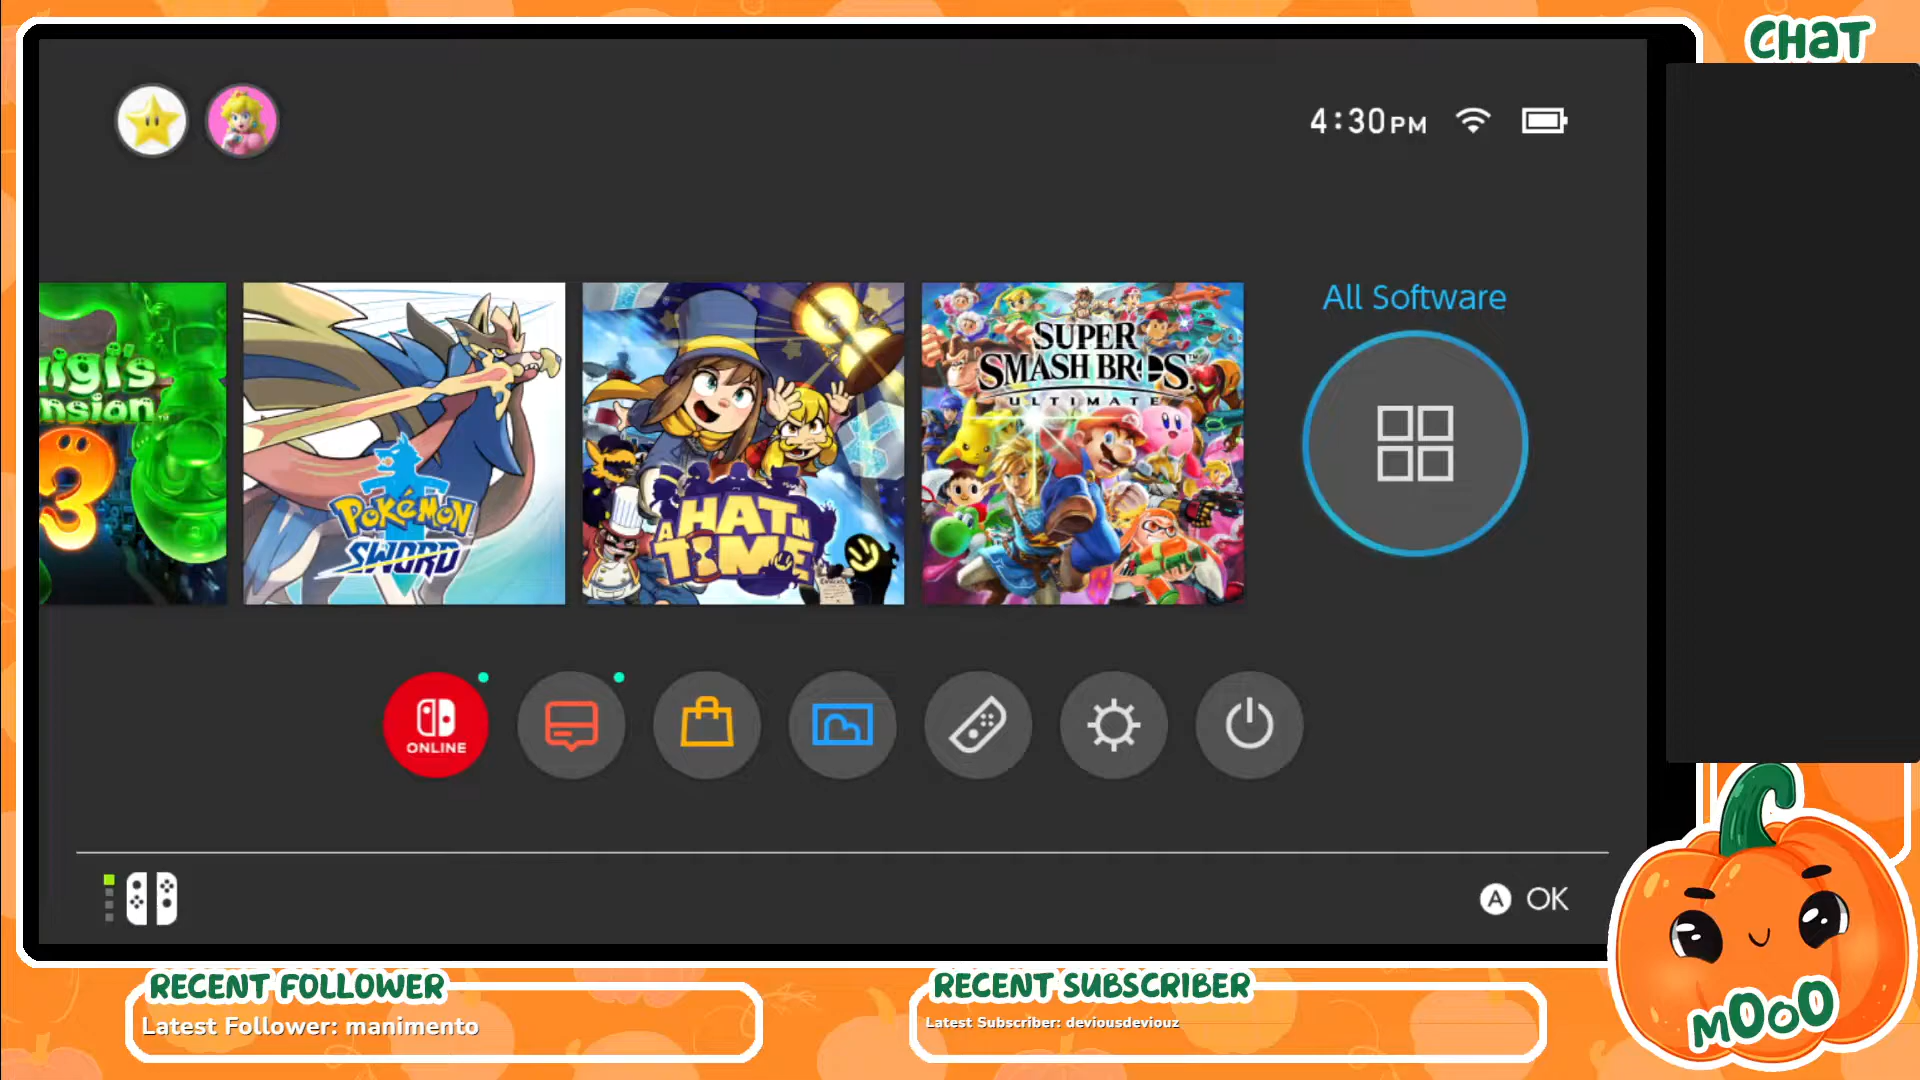 CHaT
4:30PM
All Software
igi's
nsion
3
SUPER
SMASH BROS.
ULTIMATE
POKéMON
SWORD
A HAT IN
TIME
ONLINE
A OK
RECENT FOLLOWER
Latest Follower: manimento
RECENT SUBSCRIBER
Latest Subscriber: deviousdeviouz
mOoO